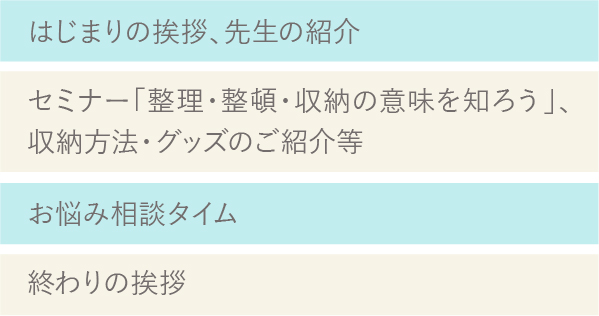 はじまりの挨拶、先生の紹介
セミナー「整理・整頓・収納の意味を知ろう」、
収納方法・グッズのご紹介等
お悩み相談タイム
終わりの挨拶